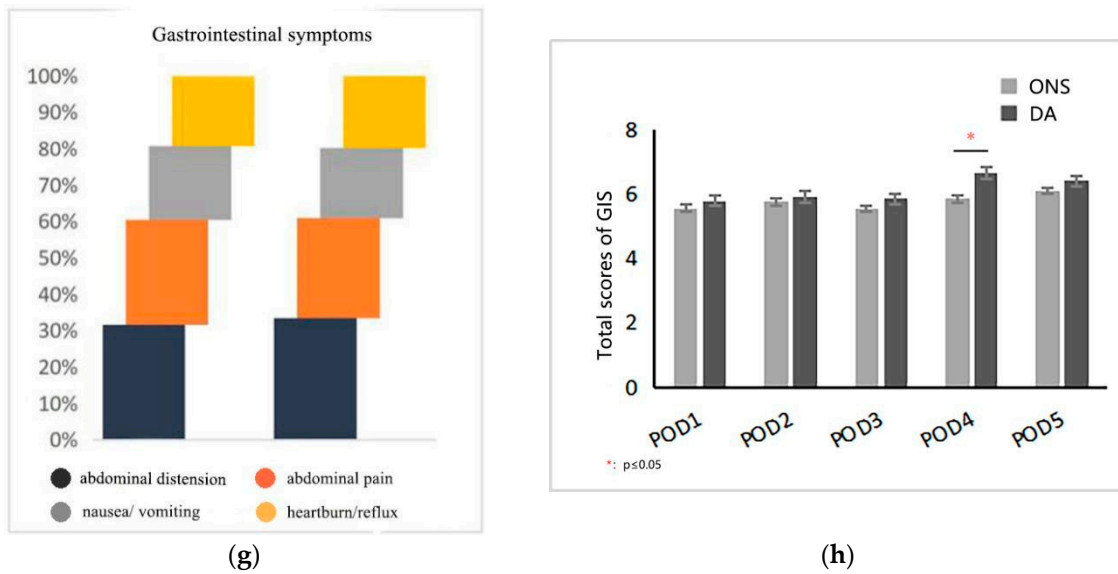 Gastrointestinal symptoms
100%
90%
80%
70%
60%
50%
40%
30%
20%
10%
0%
abdominal distension
abdominal pain
nausea/ vomiting
heartburn/reflux
(g)
ONS
DA
Total scores of GIS
8
6
4
2
0
*
POD1
POD2
POD3
POD4
POD5
*: p≤0.05
(h)